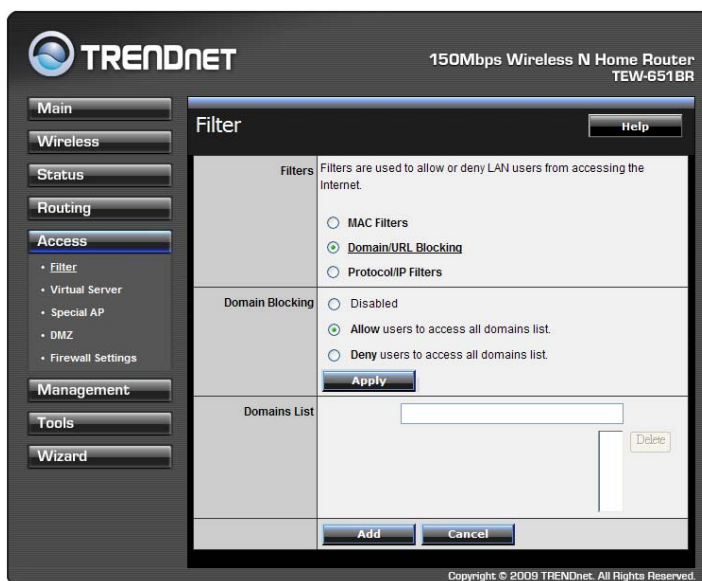 TRENDNET
150Mbps Wireless N Home Router
TEW-651BR
Main
Wireless
Status
Routing
Access
• Filter
• Virtual Server
• Special AP
• DMZ
• Firewall Settings
Management
Tools
Wizard
Filter
Help
Filters
Filters are used to allow or deny LAN users from accessing the
Internet.
MAC Filters
Domain/URL Blocking
Protocol/IP Filters
Domain Blocking
Disabled
Allow users to access all domains list.
Deny users to access all domains list.
Apply
Domains List
Delete
Add
Cancel
Copyright © 2009 TRENDnet. All Rights Reserved.